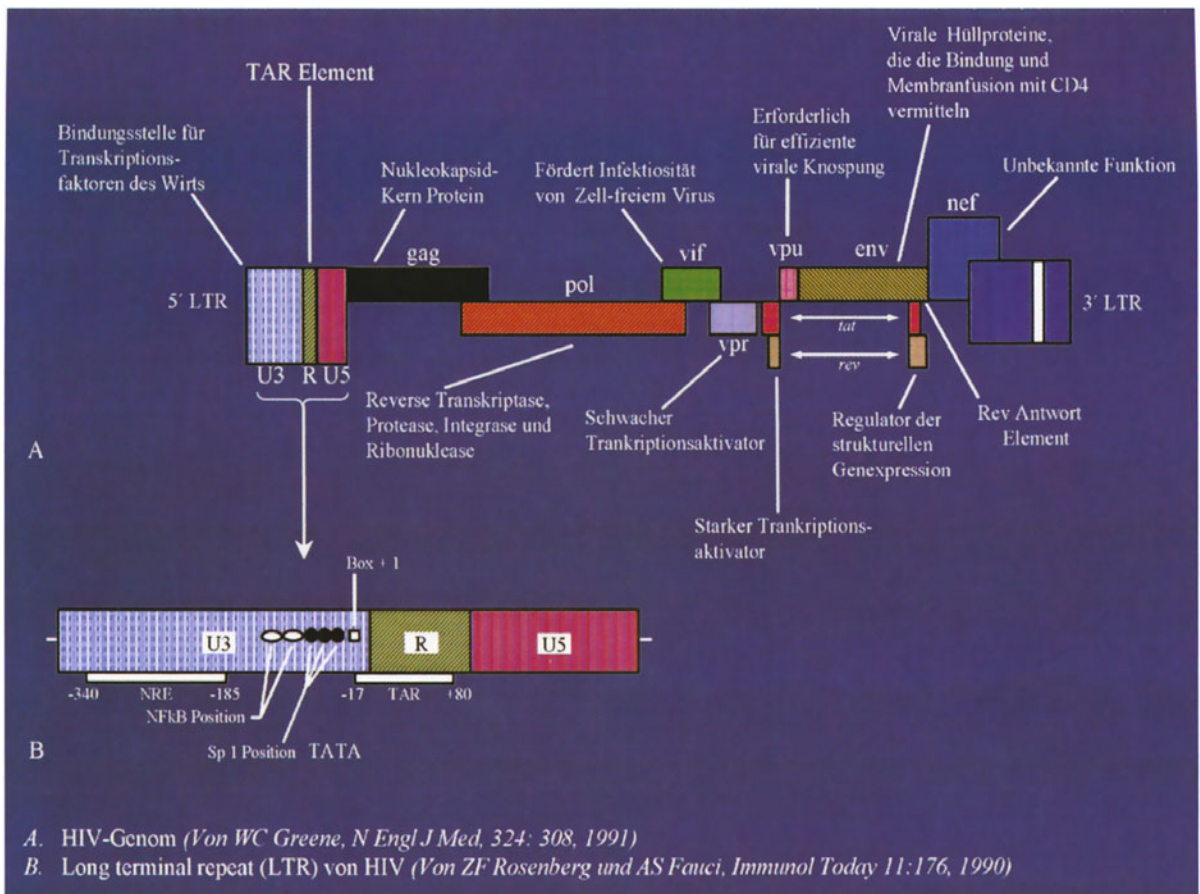 Virale Hüllproteine,
die die Bindung und
Membranfusion mit CD4
vermitteln
TAR Element
Erforderlich
für effiziente
virale Knospung
Bindungsstelle für
Transkriptions-
faktoren des Wirts
Nukleokapsid-
Kern Protein
Fördert Infektiosität
von Zell-freiem Virus
Unbekannte Funktion
nef
gag
vif
vpu
env
pol
5´ LTR
3´ LTR
tat
vpr
rev
U3 R U5
Reverse Transkriptase,
Protease, Integrase und
Ribonuklease
Schwacher
Trankriptionsaktivator
Regulator der
strukturellen
Genexpression
Rev Antwort
Element
A
Starker Trankriptions-
aktivator
Box + 1
U3
R
U5
-340 NRE -185 -17 TAR +80
NFkB Position
Sp 1 Position TATA
B
A. HIV-Genom (Von WC Greene, N Engl J Med, 324: 308, 1991)
B. Long terminal repeat (LTR) von HIV (Von ZF Rosenberg und AS Fauci, Immunol Today 11:176, 1990)